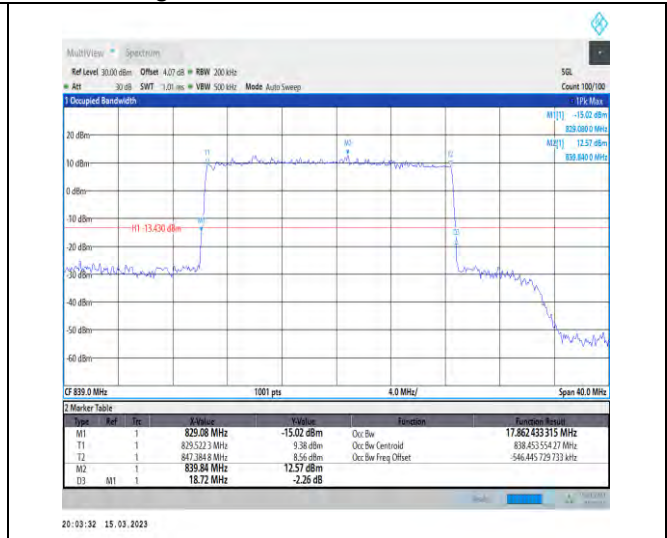 MultiView Spectrum
Ref Level 30.00 dBm Offset 4.07 dB RBW 200 kHz SGL
Att 30 dB SWT 1.01 ms VBW 500 kHz Mode Auto Sweep Count 100/100
1 Occupied Bandwidth 1Pk Max
M1[1] -15.02 dBm
829.080 0 MHz
M2[1] 12.57 dBm
839.840 0 MHz
20 dBm
M2
T1
T2
10 dBm
0 dBm
-10 dBm
M1
H1 -13.430 dBm
D3
-20 dBm
-30 dBm
-40 dBm
-50 dBm
-60 dBm
CF 839.0 MHz 1001 pts 4.0 MHz/ Span 40.0 MHz
2 Marker Table
Type Ref Trc X-Value Y-Value Function Function Result
M1 1 829.08 MHz -15.02 dBm Occ Bw 17.862 433 315 MHz
T1 1 829.522 3 MHz 9.38 dBm Occ Bw Centroid 838.453 554 27 MHz
T2 1 847.384 8 MHz 8.56 dBm Occ Bw Freq Offset -546.445 729 733 kHz
M2 1 839.84 MHz 12.57 dBm
D3 M1 1 18.72 MHz -2.26 dB
20:03:32 15.03.2023